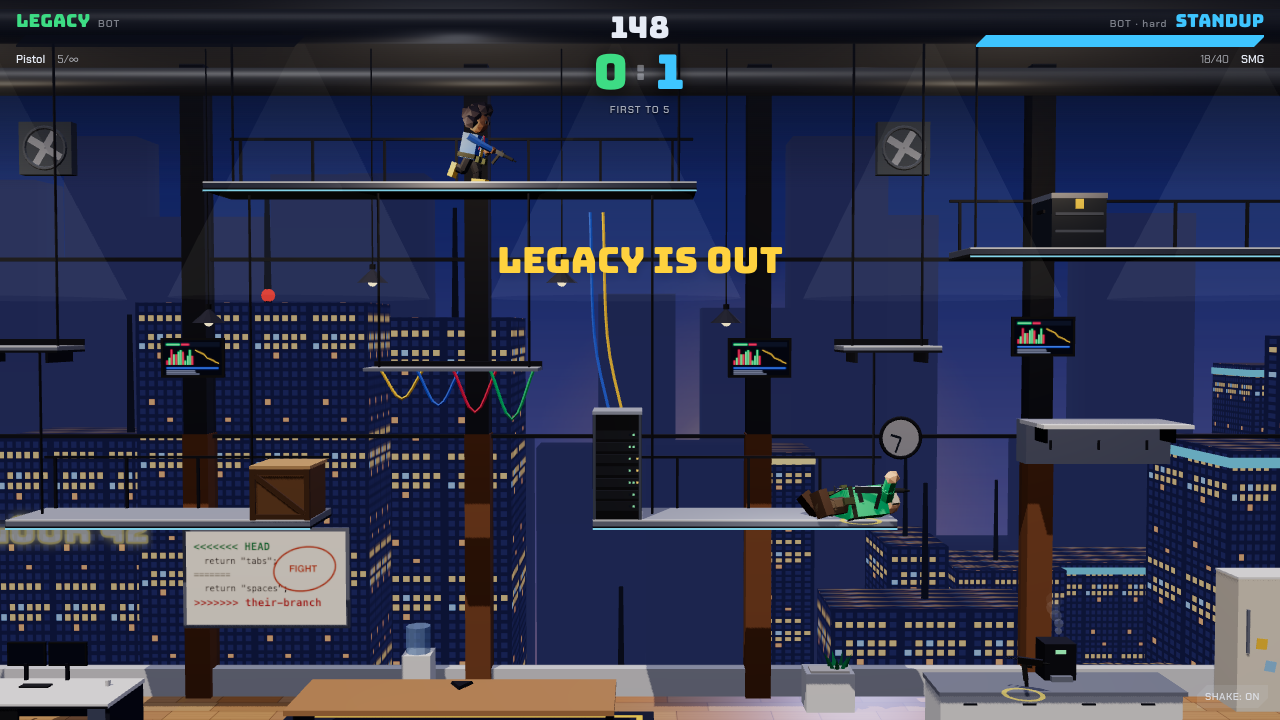 LEGACY BOT
148
BOT · hard STANDUP
Pistol 5/∞
0 : 1
18/40 SMG
FIRST TO 5
LEGACY IS OUT
<<<<<<< HEAD
return "tabs";
=======
return "spaces";
>>>>>>> their-branch
FIGHT
SHAKE: ON